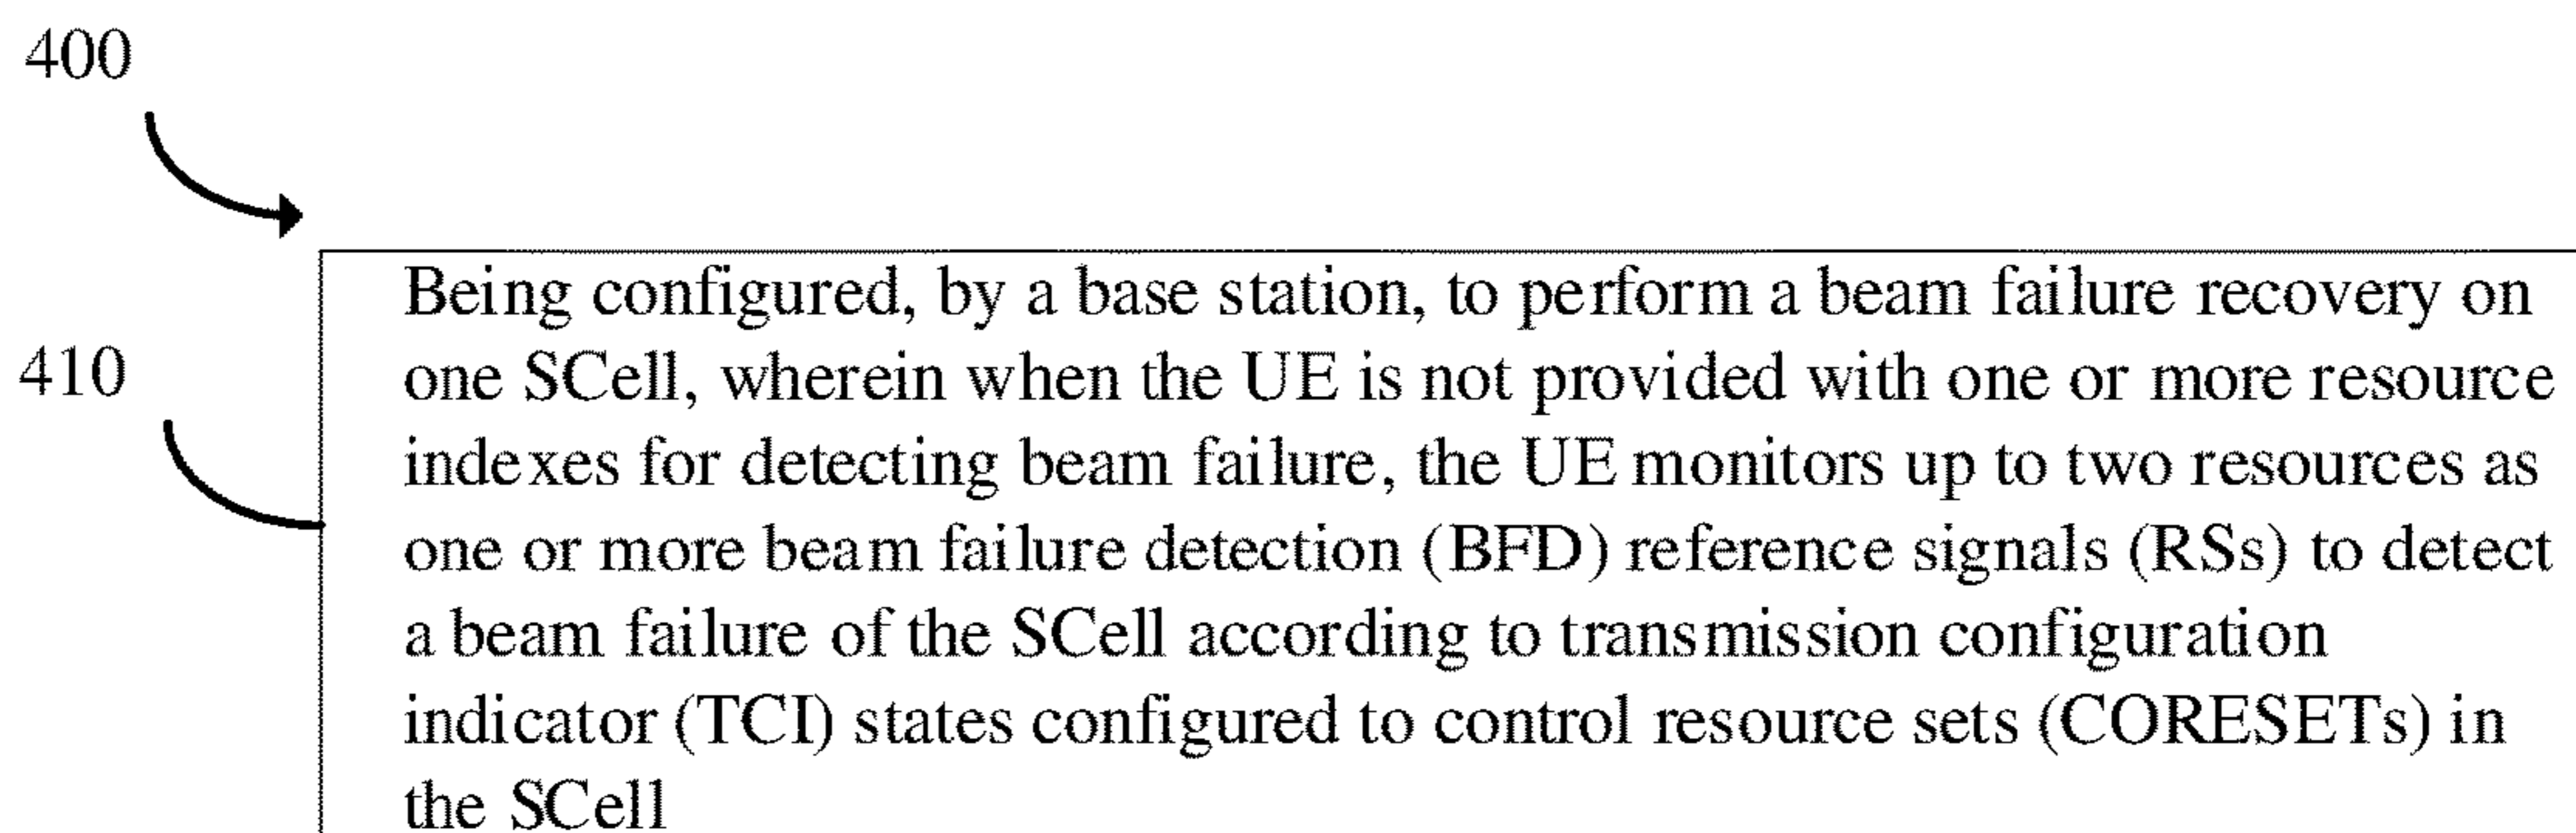 400
Being configured, by a base station, to perform a beam failure recovery on
410
one SCell, wherein when the UE is not provided with one or more resource
indexes for detecting beam failure, the UE monitors up to two resources as
one or more beam failure detection (BFD) reference signals (RSs) to detect
a beam failure of the SCell according to transmission configuration
indicator (TCI) states configured to control resource sets (CORESETs) in
the SCell